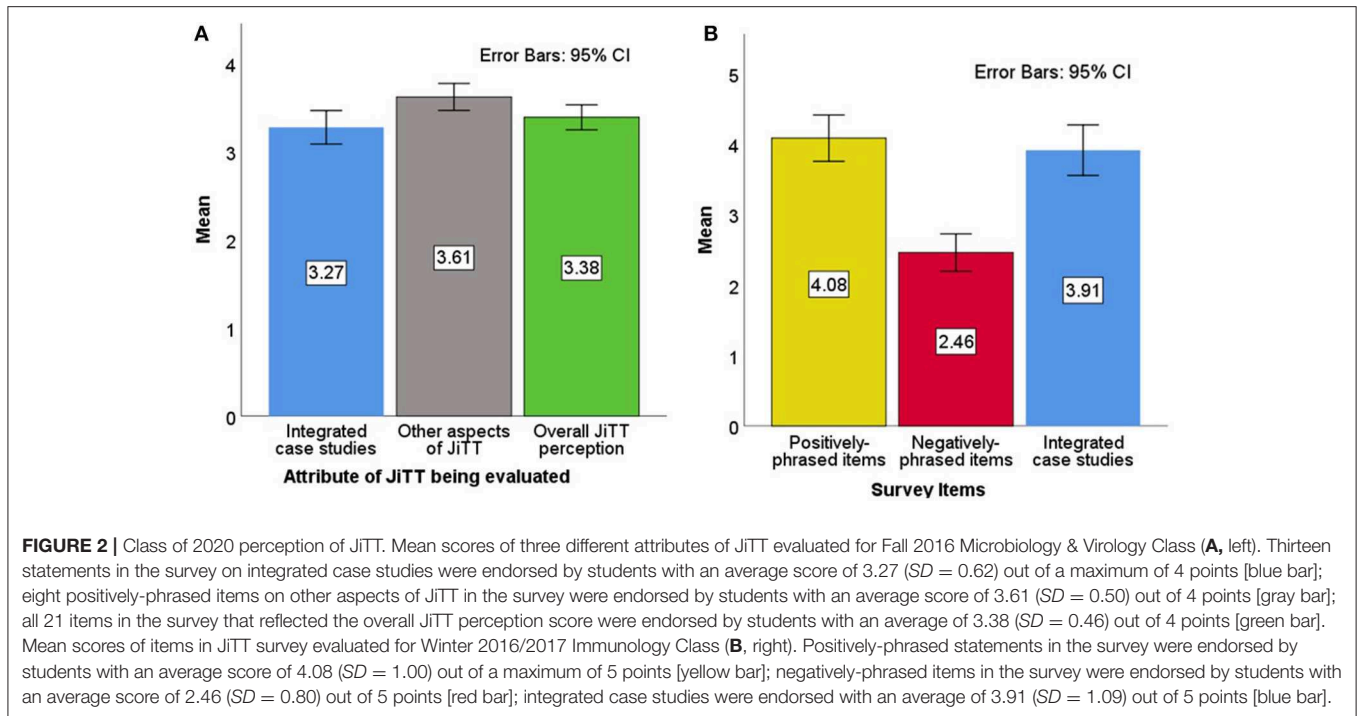 A
Error Bars: 95% CI
Mean
4
3
2
1
0
3.27
3.61
3.38
Integrated case studies
Other aspects of JiTT
Overall JiTT perception
Attribute of JiTT being evaluated
B
Error Bars: 95% CI
Mean
5
4
3
2
1
0
4.08
2.46
3.91
Positively-phrased items
Negatively-phrased items
Integrated case studies
Survey Items
FIGURE 2 | Class of 2020 perception of JiTT. Mean scores of three different attributes of JiTT evaluated for Fall 2016 Microbiology & Virology Class (A, left). Thirteen
statements in the survey on integrated case studies were endorsed by students with an average score of 3.27 (SD = 0.62) out of a maximum of 4 points [blue bar];
eight positively-phrased items on other aspects of JiTT in the survey were endorsed by students with an average score of 3.61 (SD = 0.50) out of 4 points [gray bar];
all 21 items in the survey that reflected the overall JiTT perception score were endorsed by students with an average of 3.38 (SD = 0.46) out of 4 points [green bar].
Mean scores of items in JiTT survey evaluated for Winter 2016/2017 Immunology Class (B, right). Positively-phrased statements in the survey were endorsed by
students with an average score of 4.08 (SD = 1.00) out of a maximum of 5 points [yellow bar]; negatively-phrased items in the survey were endorsed by students with
an average score of 2.46 (SD = 0.80) out of 5 points [red bar]; integrated case studies were endorsed with an average of 3.91 (SD = 1.09) out of 5 points [blue bar].